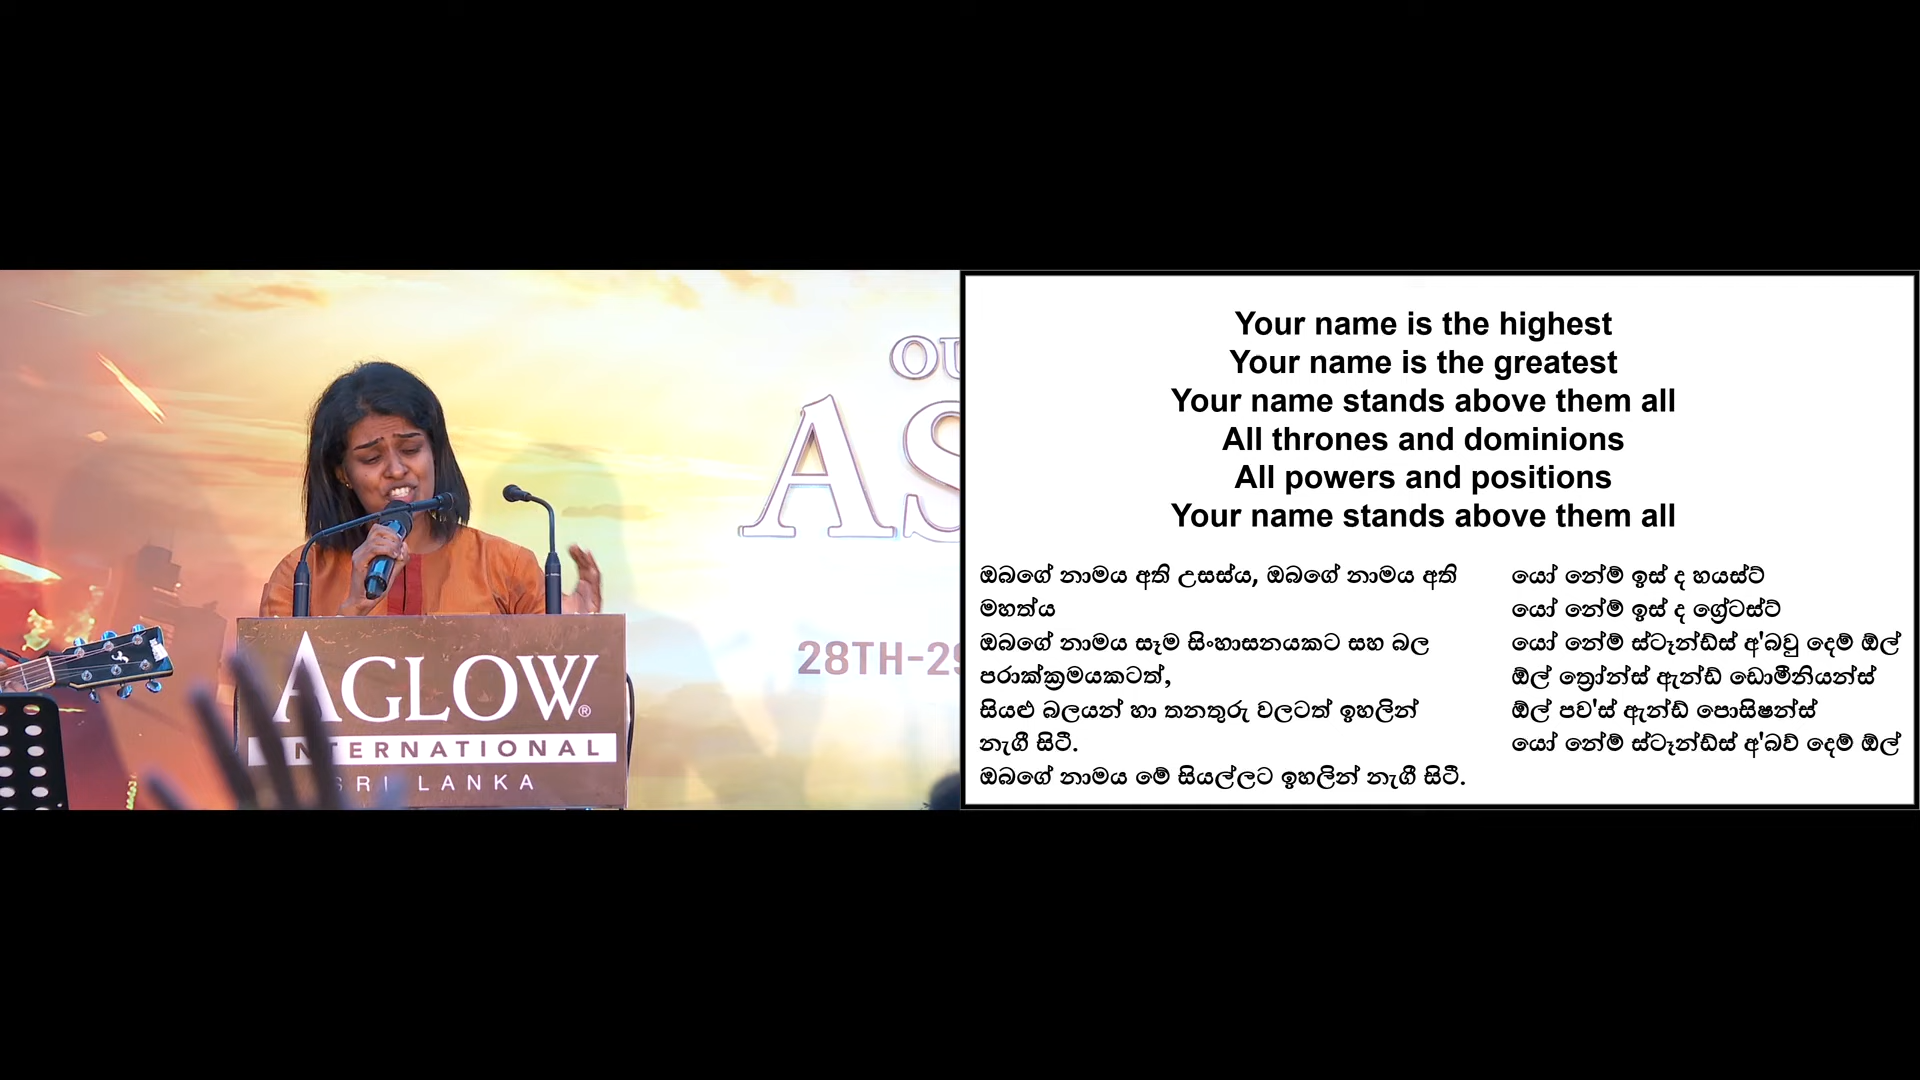 OU
AS
28TH-29
AGLOW®
INTERNATIONAL
SRI LANKA
Your name is the highest
Your name is the greatest
Your name stands above them all
All thrones and dominions
All powers and positions
Your name stands above them all
ඔබගේ නාමය අති උසස්ය, ඔබගේ නාමය අති
මහත්ය
ඔබගේ නාමය සෑම සිංහාසනයකට සහ බල
පරාක්ක්‍රමයකටත්,
සියළු බලයන් හා තනතුරු වලටත් ඉහලින්
නැගී සිටී.
ඔබගේ නාමය මේ සියල්ලට ඉහලින් නැගී සිටී.
යෝ නේම් ඉස් ද හයස්ට්
යෝ නේම් ඉස් ද ග්‍රේටස්ට්
යෝ නේම් ස්ටෑන්ඩ්ස් අ'බවු දෙම් ඕල්
ඕල් ත්‍රෝන්ස් ඇන්ඩ් ඩොමීනියන්ස්
ඕල් පව'ස් ඇන්ඩ් පොසිෂන්ස්
යෝ නේම් ස්ටෑන්ඩ්ස් අ'බව් දෙම් ඕල්